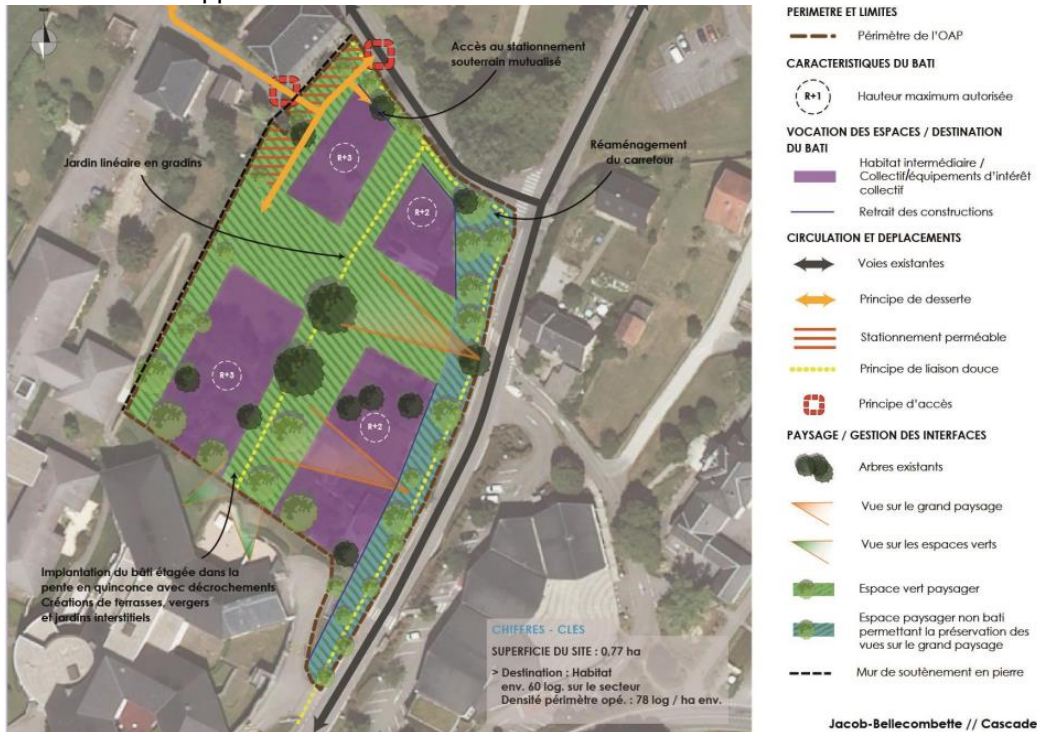 Accès au stationnement
souterrain mutualisé
Jardin linéaire en gradins
Réaménagement
du carrefour
R+3
R+2
R+3
R+2
Implantation du bâti étagée dans la
pente en quinconce avec décrochements
Créations de terrasses, vergers
et jardins interstitiels
CHIFFRES - CLES
SUPERFICIE DU SITE : 0,77 ha
> Destination : Habitat
env. 60 log. sur le secteur
Densité périmètre opé. : 78 log / ha env.
PERIMETRE ET LIMITES
Périmètre de l'OAP
CARACTERISTIQUES DU BATI
R+1
Hauteur maximum autorisée
VOCATION DES ESPACES / DESTINATION
DU BATI
Habitat intermédiaire /
Collectif/équipements d'intérêt
collectif
Retrait des constructions
CIRCULATION ET DEPLACEMENTS
Voies existantes
Principe de desserte
Stationnement perméable
Principe de liaison douce
Principe d'accès
PAYSAGE / GESTION DES INTERFACES
Arbres existants
Vue sur le grand paysage
Vue sur les espaces verts
Espace vert paysager
Espace paysager non bati
permettant la préservation des
vues sur le grand paysage
Mur de soutènement en pierre
Jacob-Bellecombette // Cascade